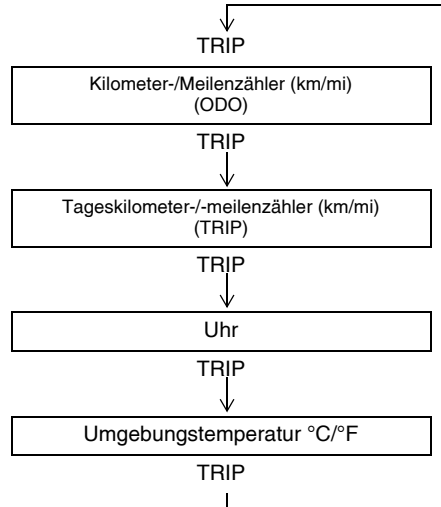 TRIP
Kilometer-/Meilenzähler (km/mi)
(ODO)
TRIP
Tageskilometer-/-meilenzähler (km/mi)
(TRIP)
TRIP
Uhr
TRIP
Umgebungstemperatur °C/°F
TRIP